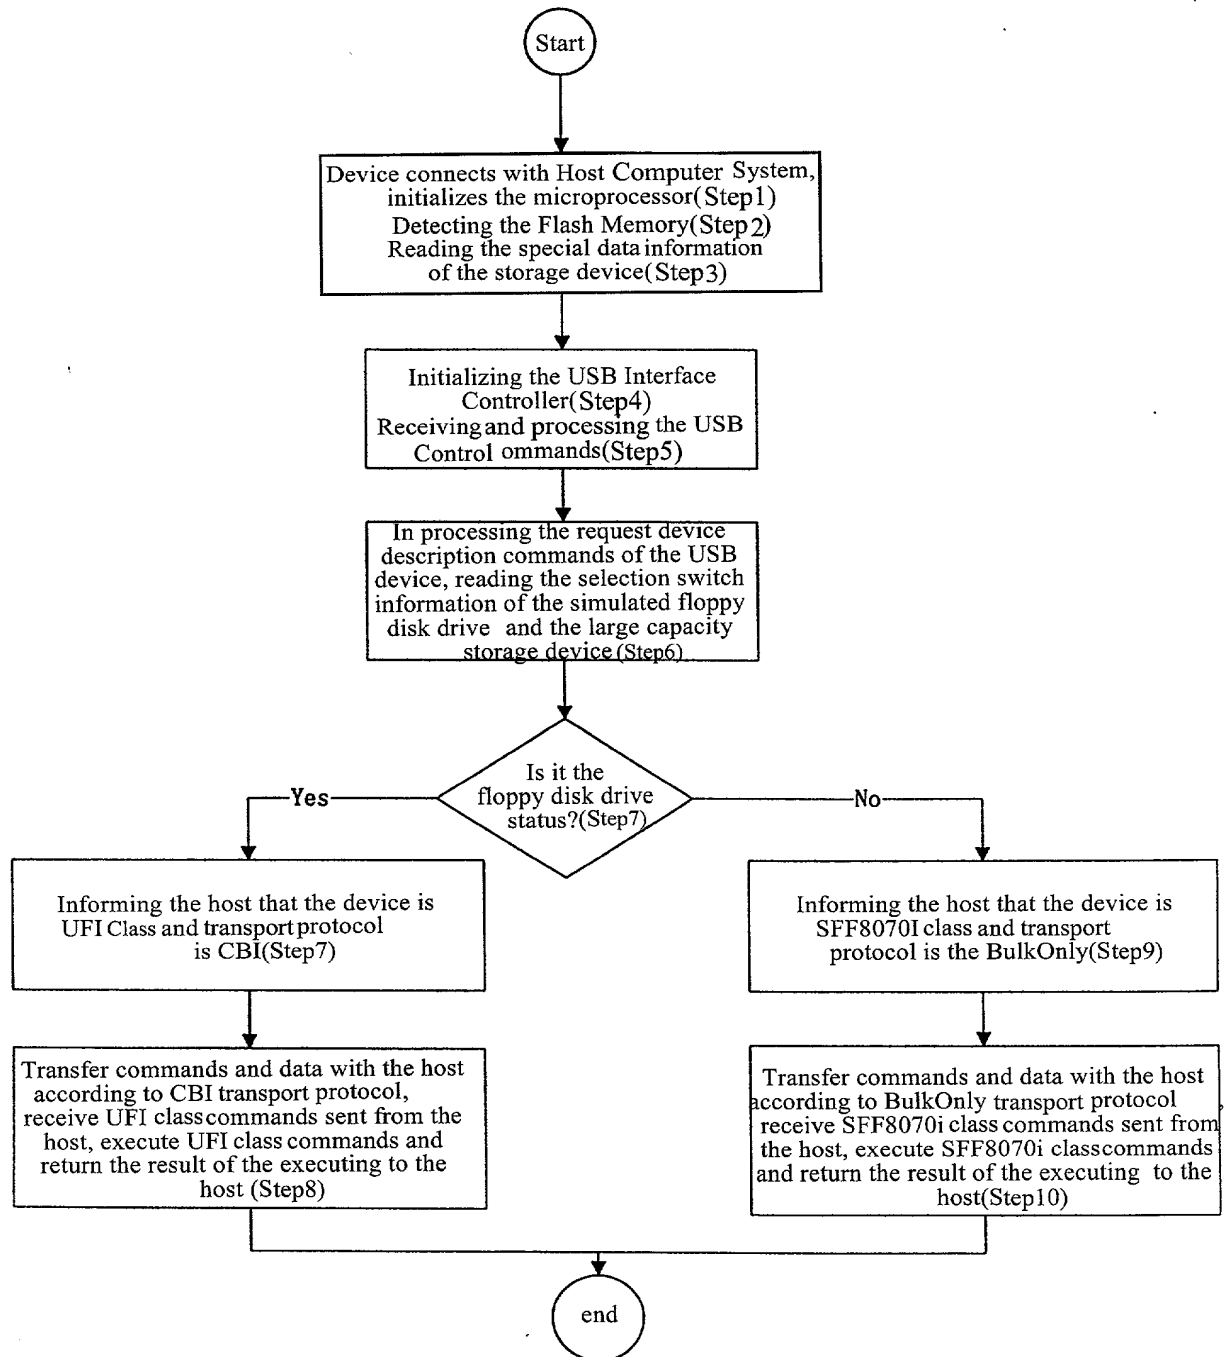 Start
Device connects with Host Computer System,
initializes the microprocessor(Step1)
Detecting the Flash Memory(Step2)
Reading the special data information
of the storage device(Step3)
Initializing the USB Interface
Controller(Step4)
Receiving and processing the USB
Control ommands(Step5)
In processing the request device
description commands of the USB
device, reading the selection switch
information of the simulated floppy
disk drive and the large capacity
storage device(Step6)
Is it the
floppy disk drive
status?(Step7)
Yes
No
Informing the host that the device is
UFI Class and transport protocol
is CBI(Step7)
Informing the host that the device is
SFF8070I class and transport
protocol is the BulkOnly(Step9)
Transfer commands and data with the host
according to CBI transport protocol,
receive UFI class commands sent from the
host, execute UFI class commands and
return the result of the executing to the
host (Step8)
Transfer commands and data with the host
according to BulkOnly transport protocol,
receive SFF8070i class commands sent from
the host, execute SFF8070i class commands
and return the result of the executing to the
host(Step10)
end